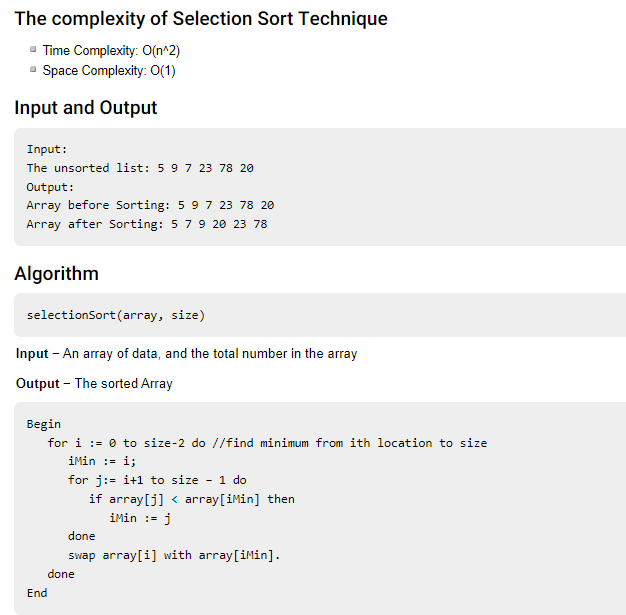 The complexity of Selection Sort Technique
Time Complexity: O(n^2)
Space Complexity: O(1)
Input and Output
Input:
The unsorted list: 5 9 7 23 78 20
Output:
Array before Sorting: 5 9 7 23 78 20
Array after Sorting: 5 7 9 20 23 78
Algorithm
selectionSort(array, size)
Input − An array of data, and the total number in the array
Output − The sorted Array
Begin
   for i := 0 to size-2 do //find minimum from ith location to size
      iMin := i;
      for j:= i+1 to size - 1 do
         if array[j] < array[iMin] then
            iMin := j
      done
      swap array[i] with array[iMin].
   done
End